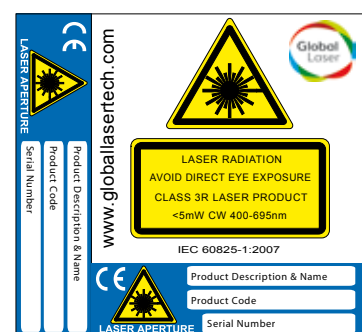 LASER APERTURE
CE
Serial Number
Product Code
Product Description & Name
www.globallasertech.com
Global
Laser
LASER RADIATION
AVOID DIRECT EYE EXPOSURE
CLASS 3R LASER PRODUCT
<5mW CW 400-695nm
IEC 60825-1:2007
CE
LASER APERTURE
Product Description & Name
Product Code
Serial Number